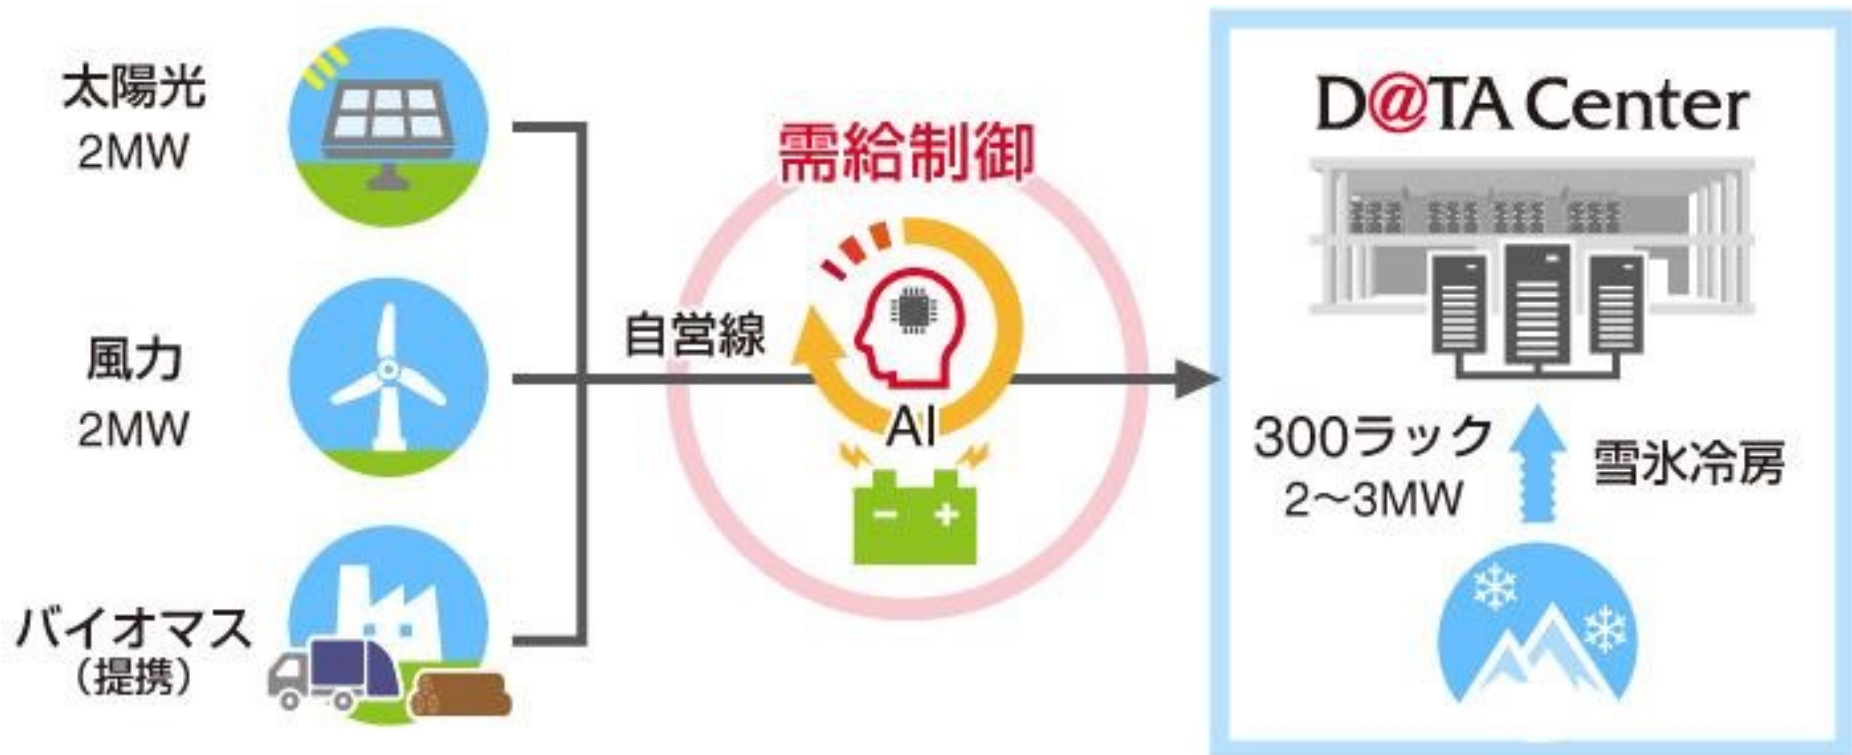 太陽光
2MW
風力
2MW
バイオマス
(提携)
自営線
需給制御
AI
D@TA Center
300ラック
2〜3MW
雪氷冷房